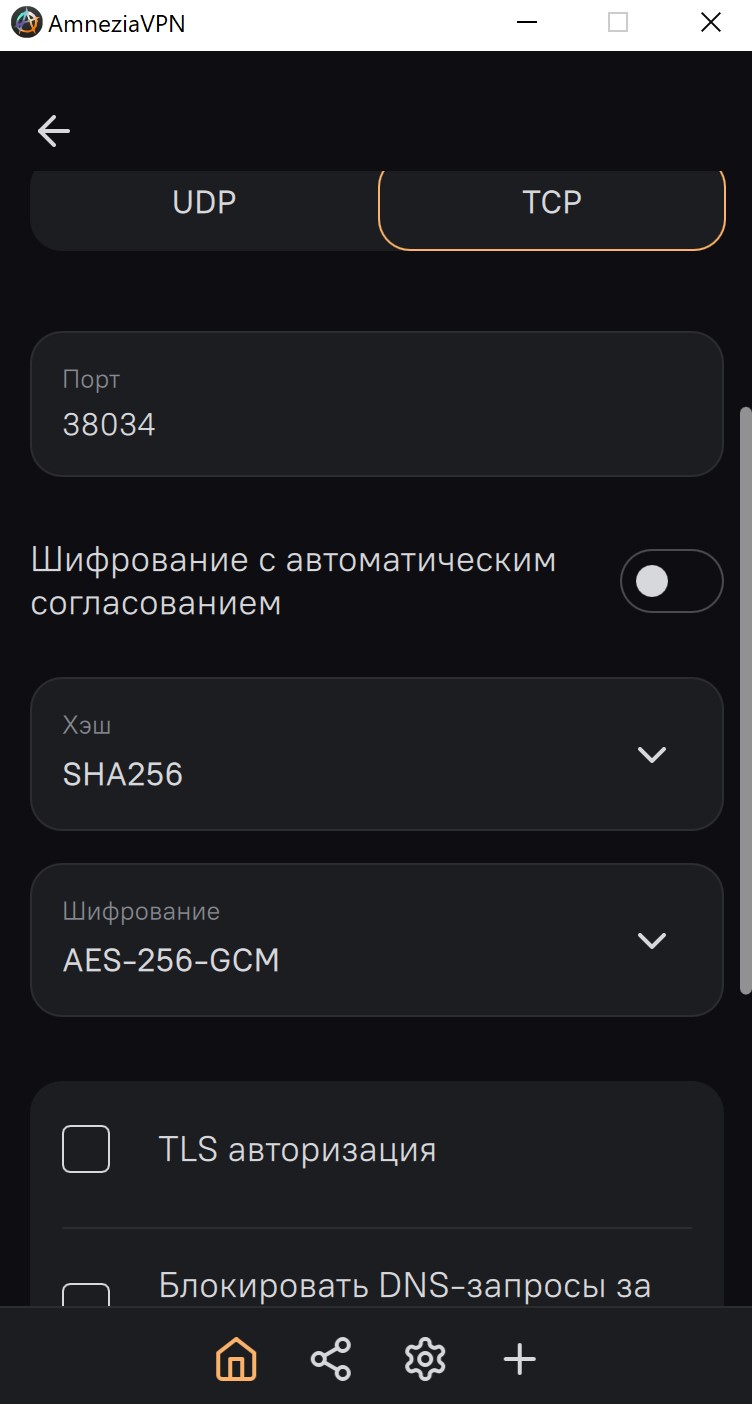 AmneziaVPN
UDP
TCP
Порт
38034
Шифрование с автоматическим
согласованием
Хэш
SHA256
Шифрование
AES-256-GCM
TLS авторизация
Блокировать DNS-запросы за